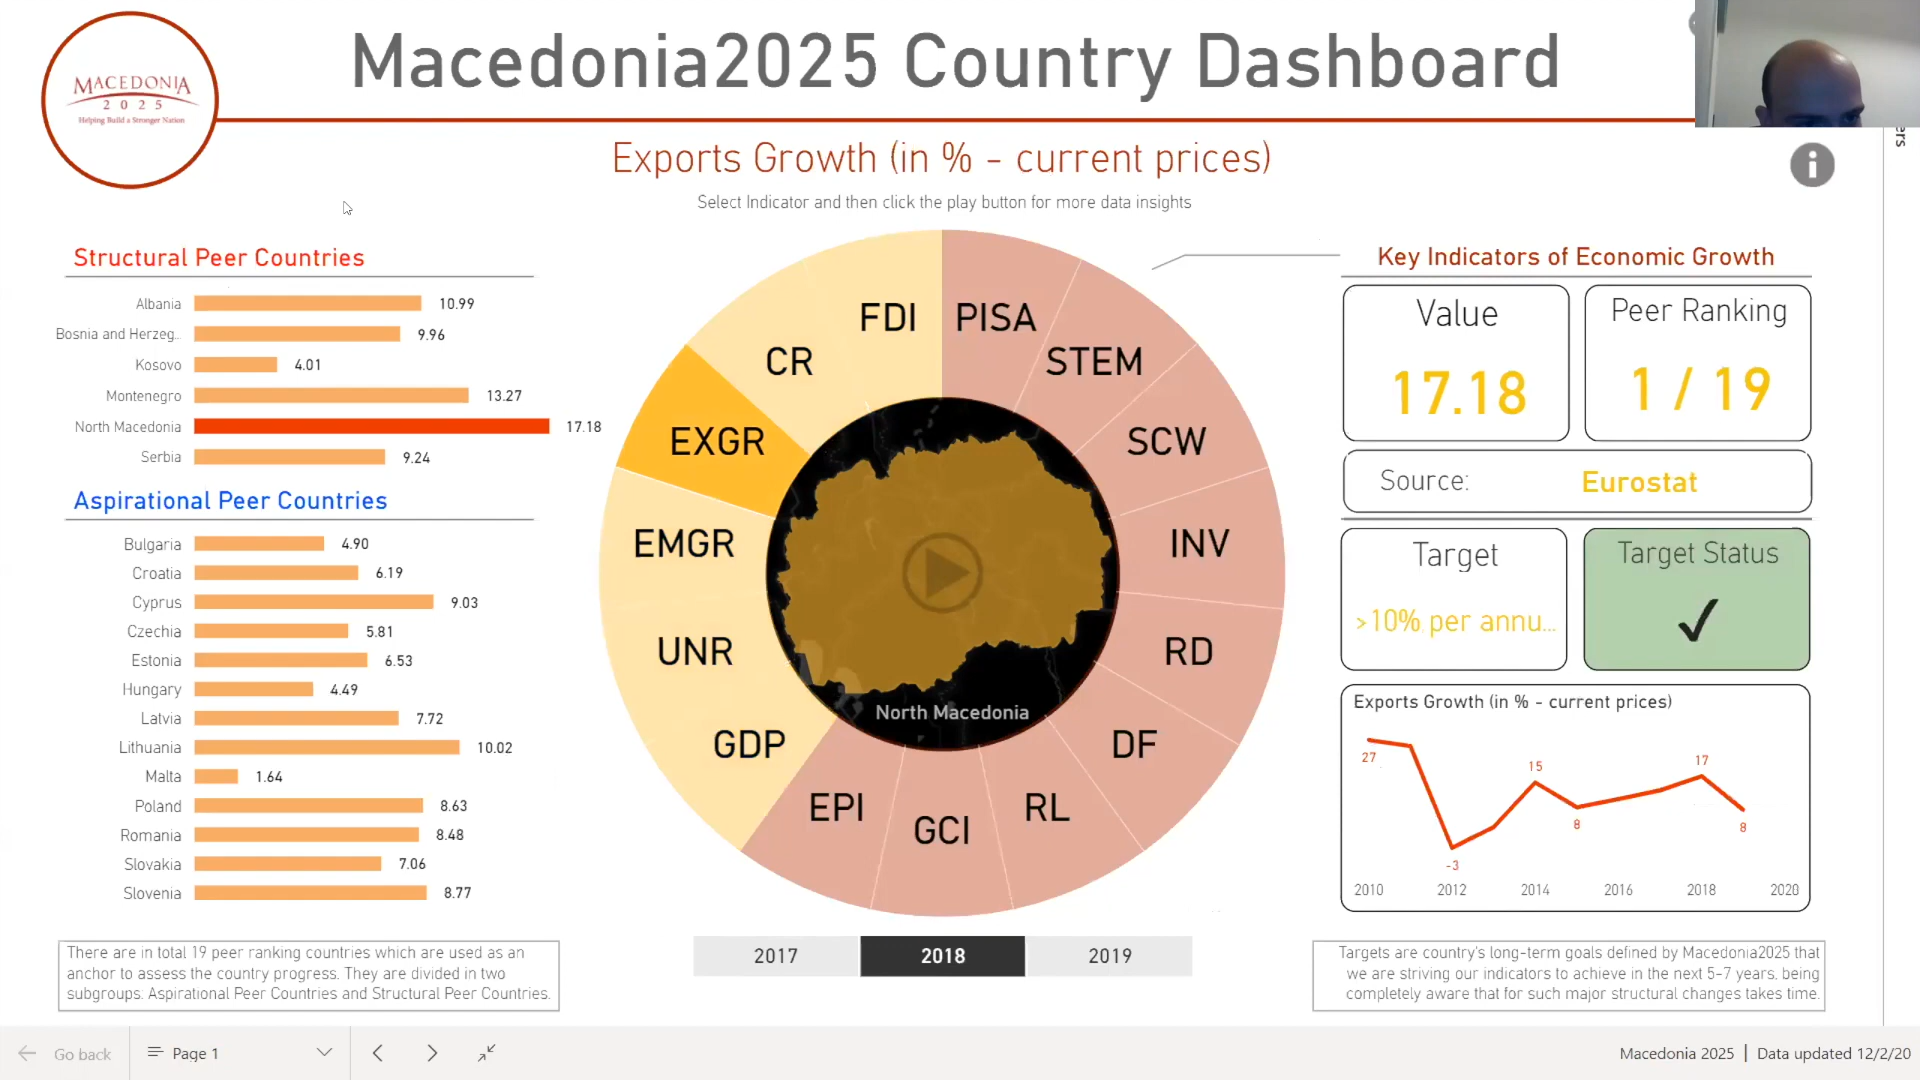 Macedonia2025 Country Dashboard
MACEDONIA
2025
Helping Build a Stronger Nation
ers
Exports Growth (in % - current prices)
Select Indicator and then click the play button for more data insights
Structural Peer Countries
Albania 10.99
Bosnia and Herzeg... 9.96
Kosovo 4.01
Montenegro 13.27
North Macedonia 17.18
Serbia 9.24
Aspirational Peer Countries
Bulgaria 4.90
Croatia 6.19
Cyprus 9.03
Czechia 5.81
Estonia 6.53
Hungary 4.49
Latvia 7.72
Lithuania 10.02
Malta 1.64
Poland 8.63
Romania 8.48
Slovakia 7.06
Slovenia 8.77
There are in total 19 peer ranking countries which are used as an
anchor to assess the country progress. They are divided in two
subgroups. Aspirational Peer Countries and Structural Peer Countries.
FDI
PISA
STEM
SCW
INV
RD
DF
RL
GCI
EPI
GDP
UNR
EMGR
EXGR
CR
North Macedonia
2017 2018 2019
Key Indicators of Economic Growth
Value
17.18
Peer Ranking
1 / 19
Source: Eurostat
Target
>10% per annu...
Target Status
Exports Growth (in % - current prices)
27
-3
15
8
17
8
2010 2012 2014 2016 2018 2020
Targets are country's long-term goals defined by Macedonia2025 that
we are striving our indicators to achieve in the next 5-7 years, being
completely aware that for such major structural changes takes time.
Go back
Page 1
Macedonia 2025 | Data updated 12/2/20